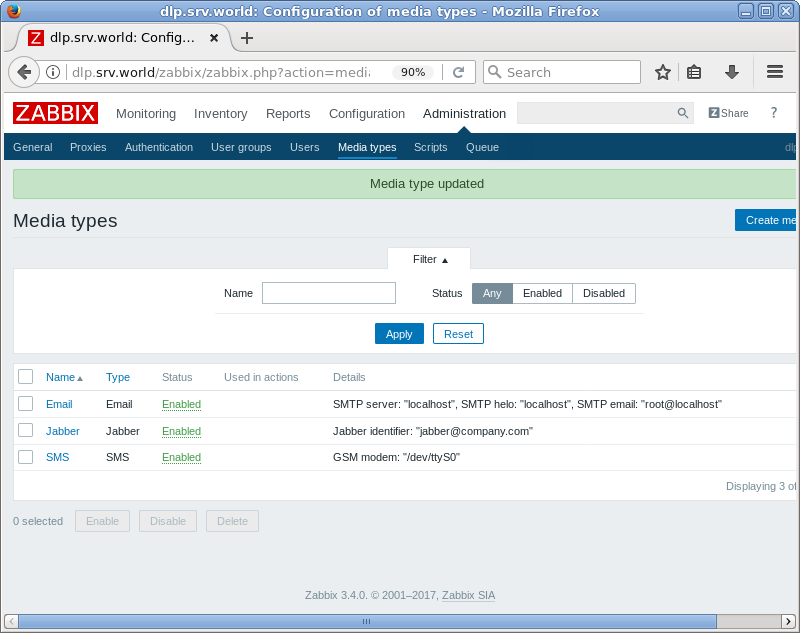 dlp.srv.world: Configuration of media types - Mozilla Firefox
dlp.srv.world: Config...
dlp.srv.world/zabbix/zabbix.php?action=media
90%
Search
ZABBIX
Monitoring Inventory Reports Configuration Administration
Z Share ?
General Proxies Authentication User groups Users Media types Scripts Queue dlp
Media type updated
Media types
Create me
Filter ▲
Name
Status Any Enabled Disabled
Apply Reset
Name ▲ Type Status Used in actions Details
Email Email Enabled SMTP server: "localhost", SMTP helo: "localhost", SMTP email: "root@localhost"
Jabber Jabber Enabled Jabber identifier: "jabber@company.com"
SMS SMS Enabled GSM modem: "/dev/ttyS0"
Displaying 3 of
0 selected Enable Disable Delete
Zabbix 3.4.0. © 2001–2017, Zabbix SIA